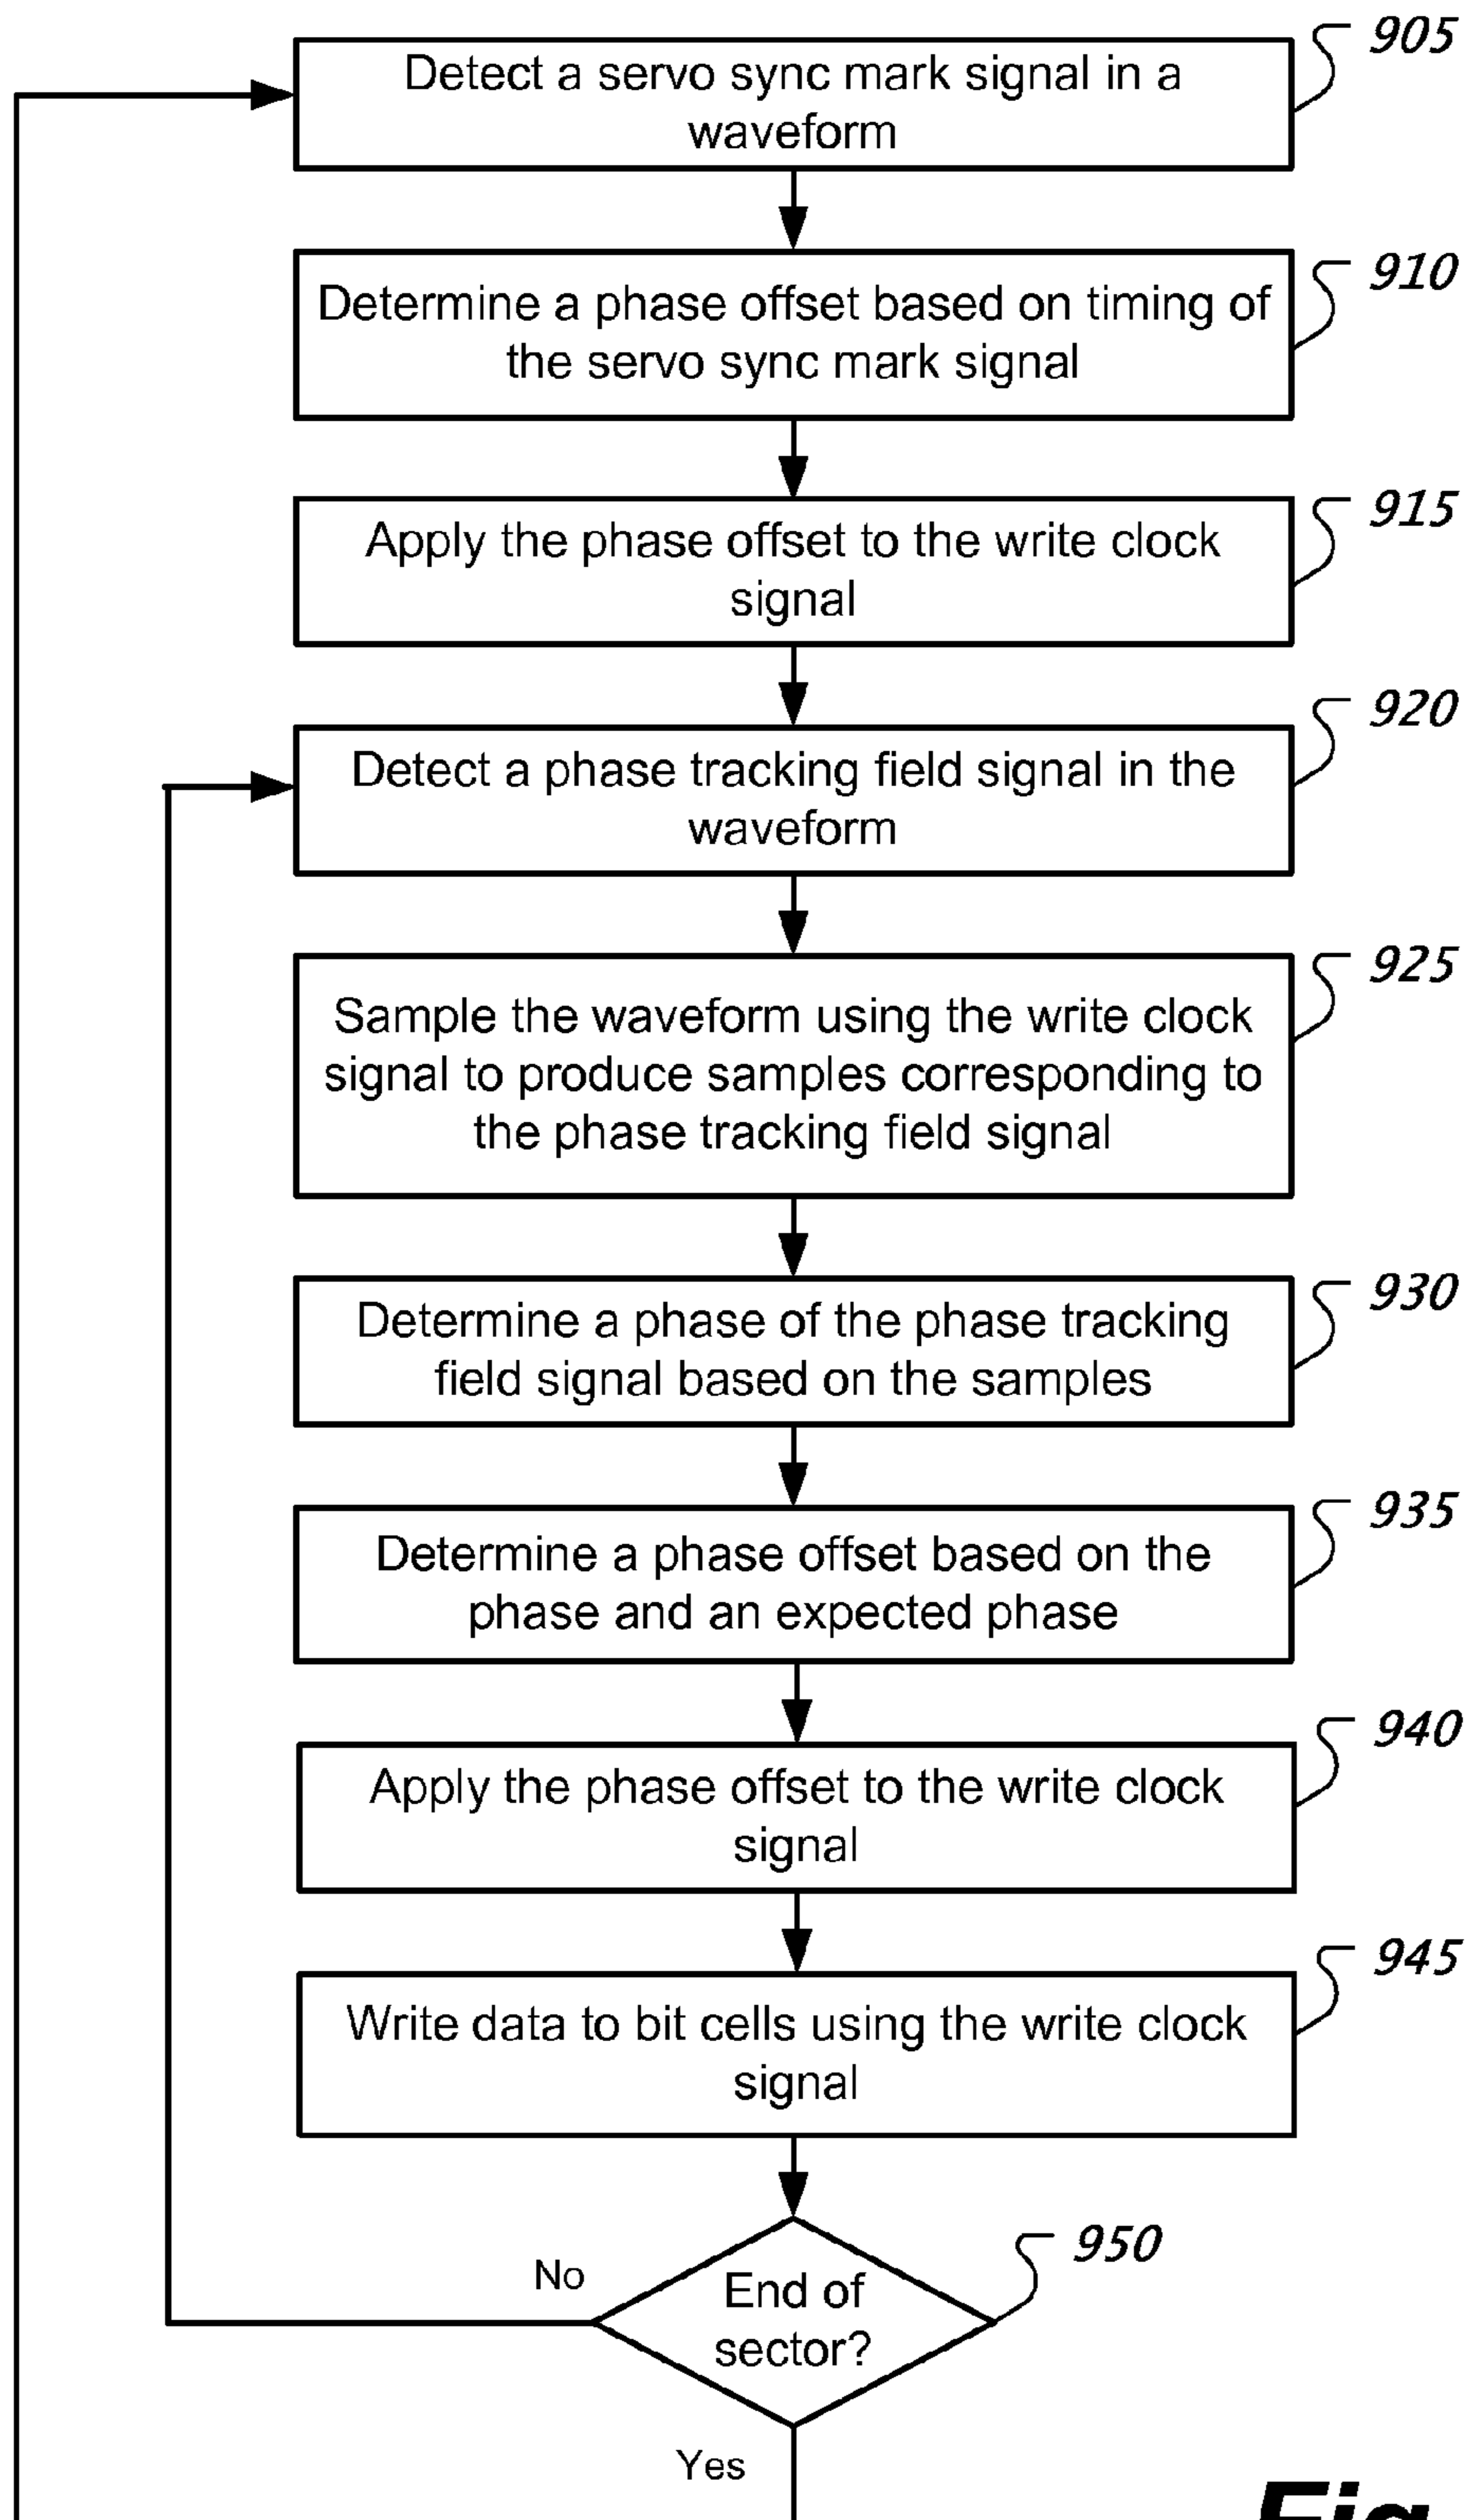 905
Detect a servo sync mark signal in a
waveform
910
Determine a phase offset based on timing of
the servo sync mark signal
915
Apply the phase offset to the write clock
signal
920
Detect a phase tracking field signal in the
waveform
925
Sample the waveform using the write clock
signal to produce samples corresponding to
the phase tracking field signal
930
Determine a phase of the phase tracking
field signal based on the samples
935
Determine a phase offset based on the
phase and an expected phase
940
Apply the phase offset to the write clock
signal
945
Write data to bit cells using the write clock
signal
950
No
End of
sector?
Yes